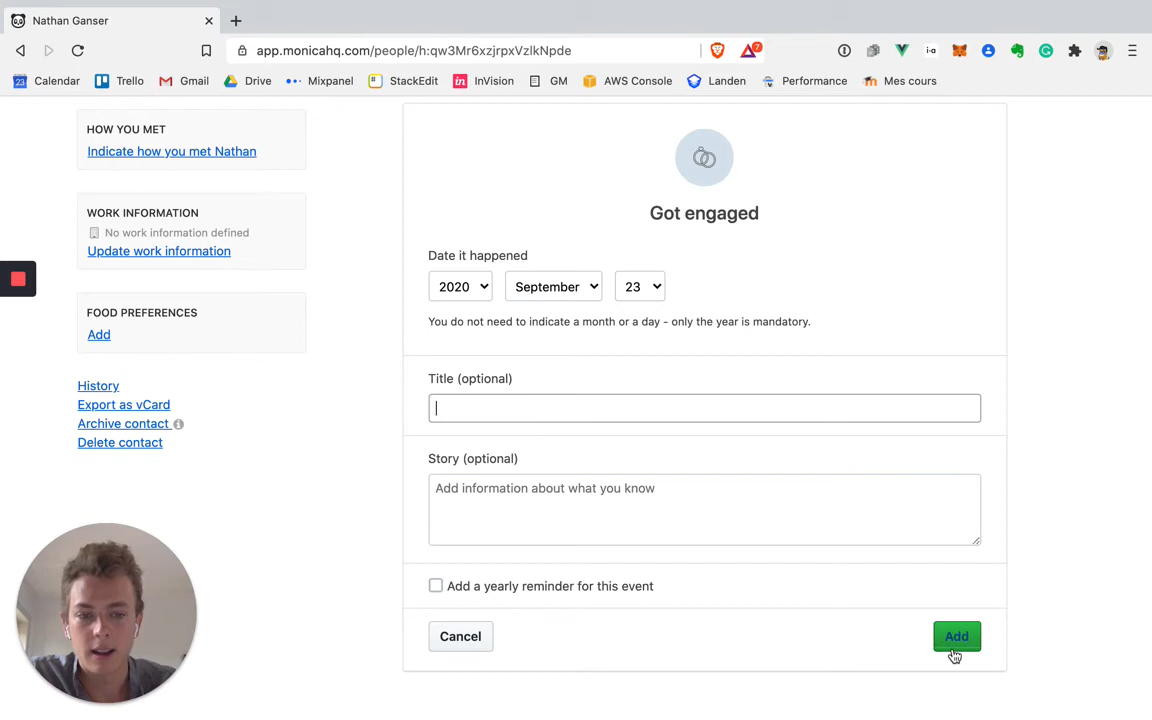 Nathan Ganser
app.monicahq.com/people/h:qw3Mr6xzjrpxVzlkNpde
7
i·a
23 Calendar Trello Gmail Drive Mixpanel StackEdit in InVision GM AWS Console Landen Performance Mes cours
HOW YOU MET
Indicate how you met Nathan
WORK INFORMATION
No work information defined
Update work information
FOOD PREFERENCES
Add
History
Export as vCard
Archive contact
Delete contact
Got engaged
Date it happened
2020 September 23
You do not need to indicate a month or a day - only the year is mandatory.
Title (optional)
Story (optional)
Add information about what you know
Add a yearly reminder for this event
Cancel Add